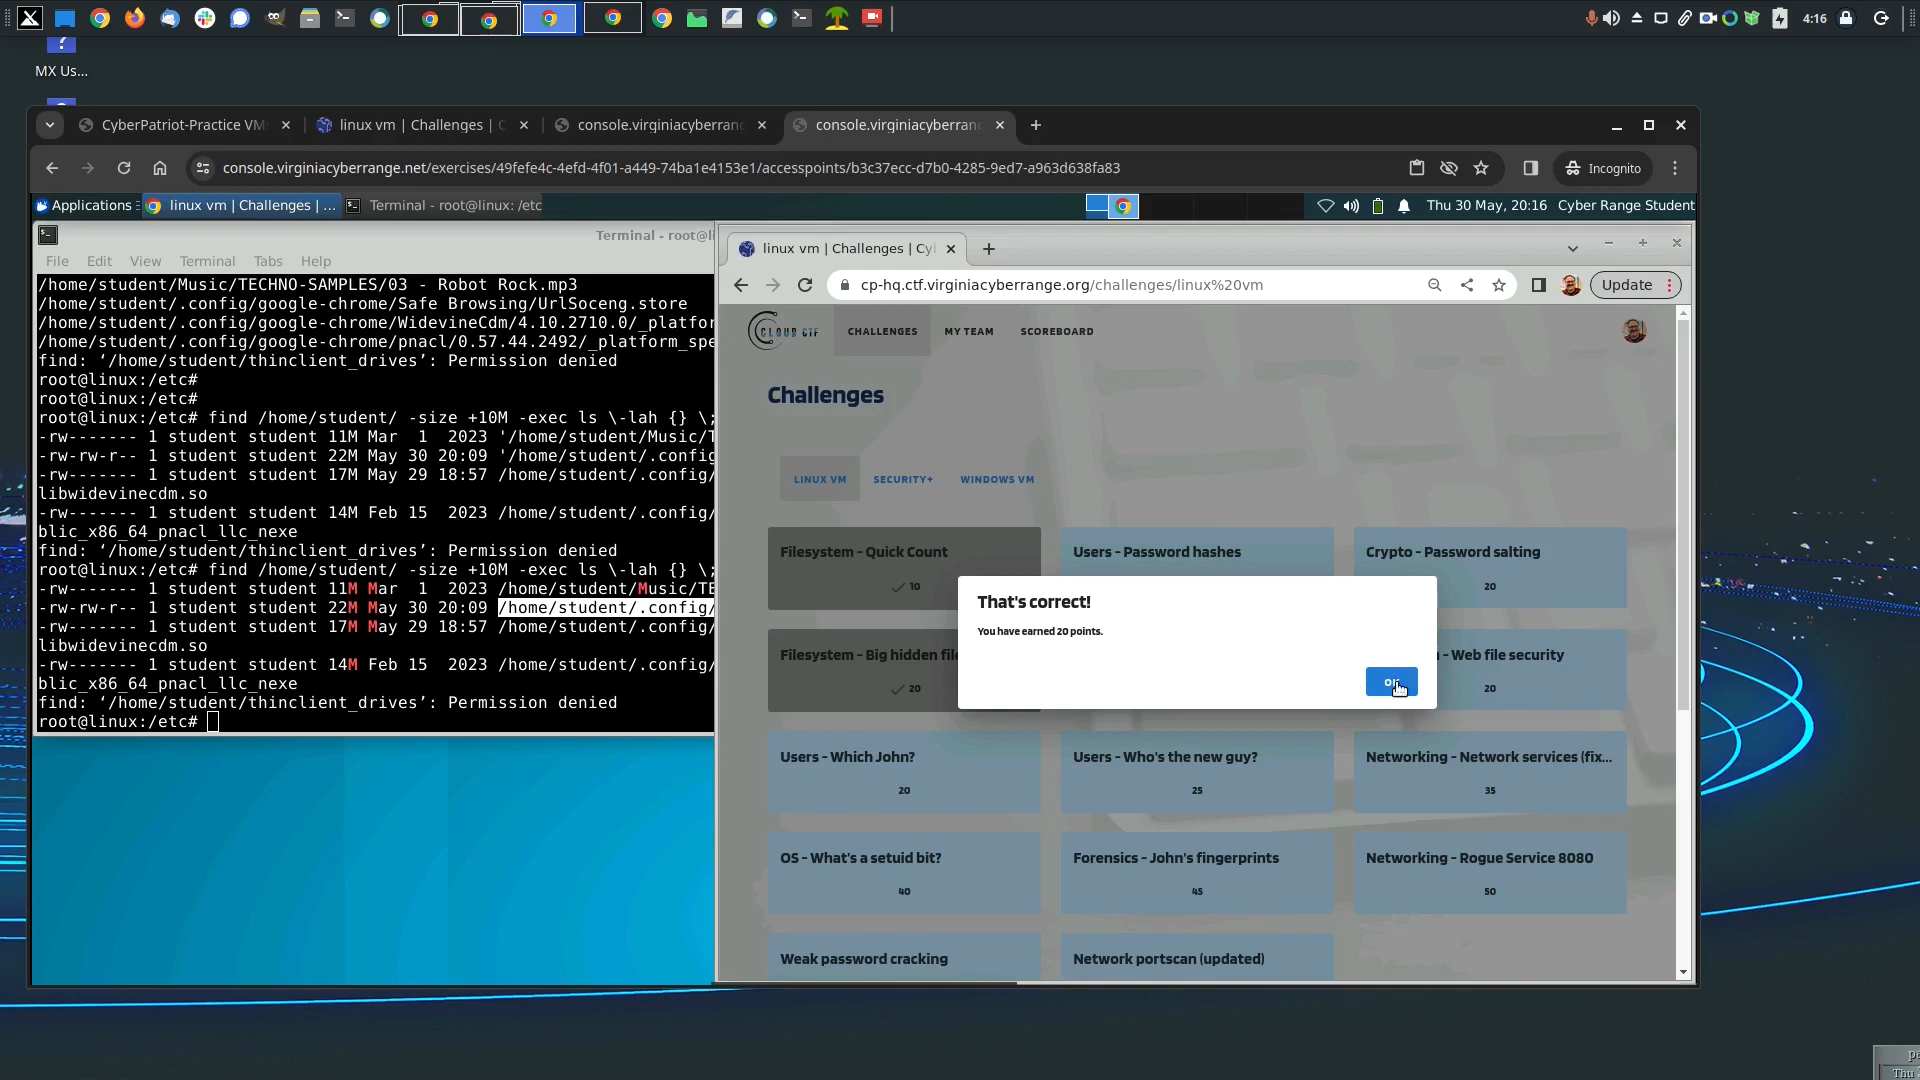 4:16
MX Us...
CyberPatriot-Practice VM
linux vm | Challenges | C
console.virginiacyberran
console.virginiacyberran
console.virginiacyberrange.net/exercises/49fefe4c-4efd-4f01-a449-74ba1e4153e1/accesspoints/b3c37ecc-d7b0-4285-9ed7-a963d638fa83
Incognito
Applications
linux vm | Challenges | ...
Terminal - root@linux: /etc
Thu 30 May, 20:16
Cyber Range Student
Terminal - root@li
File Edit View Terminal Tabs Help
/home/student/Music/TECHNO-SAMPLES/03 - Robot Rock.mp3
/home/student/.config/google-chrome/Safe Browsing/UrlSoceng.store
/home/student/.config/google-chrome/WidevineCdm/4.10.2710.0/_platfor
/home/student/.config/google-chrome/pnacl/0.57.44.2492/_platform_spe
find: ‘/home/student/thinclient_drives’: Permission denied
root@linux:/etc#
root@linux:/etc#
root@linux:/etc# find /home/student/ -size +10M -exec ls \-lah {} \;
-rw------- 1 student student 11M Mar 1 2023 '/home/student/Music/T
-rw-rw-r-- 1 student student 22M May 30 20:09 '/home/student/.config
-rw------- 1 student student 17M May 29 18:57 /home/student/.config/
libwidevinecdm.so
-rw------- 1 student student 14M Feb 15 2023 /home/student/.config/
blic_x86_64_pnacl_llc_nexe
find: ‘/home/student/thinclient_drives’: Permission denied
root@linux:/etc# find /home/student/ -size +10M -exec ls \-lah {} \;
-rw------- 1 student student 11M Mar 1 2023 /home/student/Music/TE
-rw-rw-r-- 1 student student 22M May 30 20:09 /home/student/.config/
-rw------- 1 student student 17M May 29 18:57 /home/student/.config/
libwidevinecdm.so
-rw------- 1 student student 14M Feb 15 2023 /home/student/.config/
blic_x86_64_pnacl_llc_nexe
find: ‘/home/student/thinclient_drives’: Permission denied
root@linux:/etc#
linux vm | Challenges | Cy
cp-hq.ctf.virginiacyberrange.org/challenges/linux%20vm
Update
CLOUD CTF
CHALLENGES
MY TEAM
SCOREBOARD
Challenges
LINUX VM
SECURITY+
WINDOWS VM
Filesystem - Quick Count
10
Users - Password hashes
Crypto - Password salting
20
That's correct!
You have earned 20 points.
Filesystem - Big hidden file
20
- Web file security
20
Users - Which John?
20
Users - Who's the new guy?
25
Networking - Network services (fix...
35
OS - What's a setuid bit?
40
Forensics - John's fingerprints
45
Networking - Rogue Service 8080
50
Weak password cracking
Network portscan (updated)
Thu